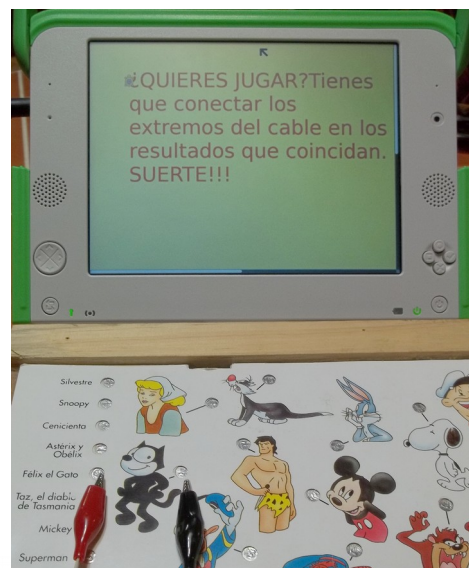 ¿QUIERES JUGAR?Tienes
que conectar los
extremos del cable en los
resultados que coincidan.
SUERTE!!!
Silvestre
Snoopy
Cenicienta
Astérix y
Obélix
Félix el Gato
Taz, el diablo
de Tasmania
Mickey
Superman